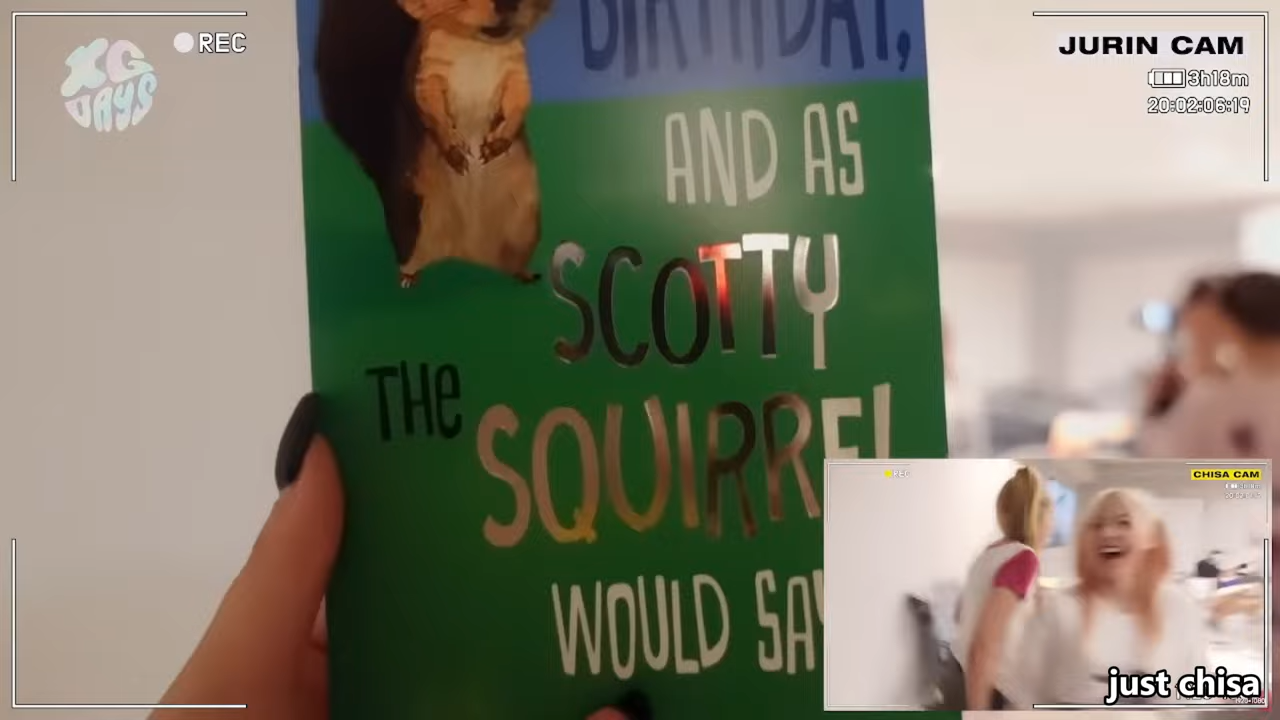 XG
DAYS
REC
JURIN CAM
3h18m
20:02:06:19
BIRTHDAY,
AND AS
SCOTTY
THE
SQUIRREL
WOULD SAY
REC
CHISA CAM
just chisa